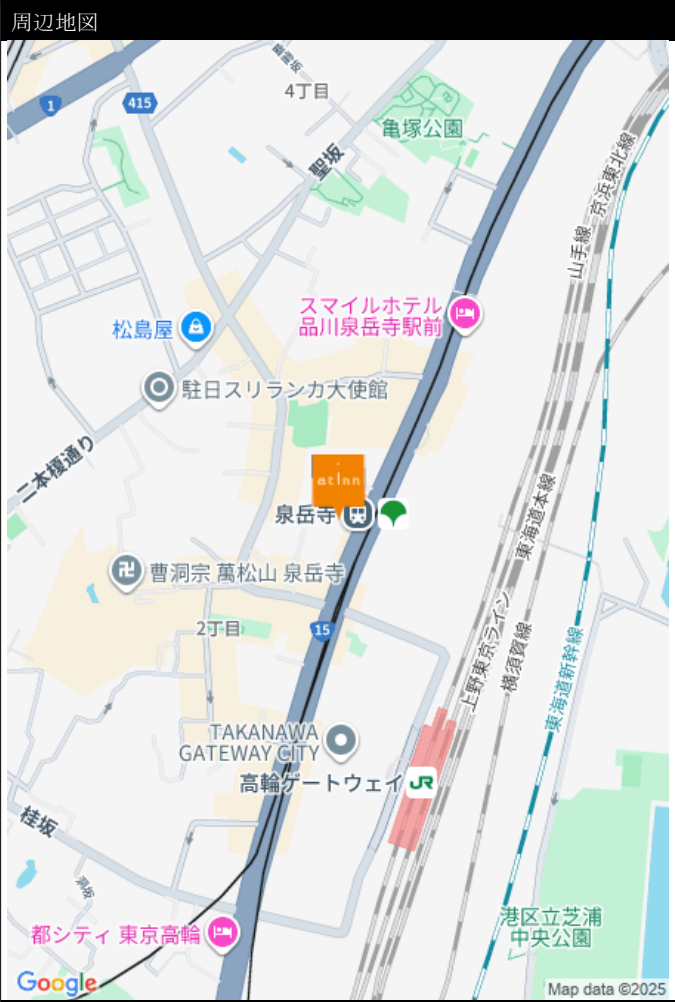 周辺地図
1
415
4丁目
亀塚公園
聖坂
山手線
京浜東北線
スマイルホテル
品川泉岳寺駅前
松島屋
駐日スリランカ大使館
二本榎通り
at Inn
泉岳寺
東海道本線
曹洞宗 萬松山 泉岳寺
15
2丁目
上野東京ライン
横須賀線
東海道新幹線
TAKANAWA
GATEWAY CITY
高輪ゲートウェイ
JR
桂坂
洞坂
都シティ 東京高輪
港区立芝浦
中央公園
Google
Map data ©2025